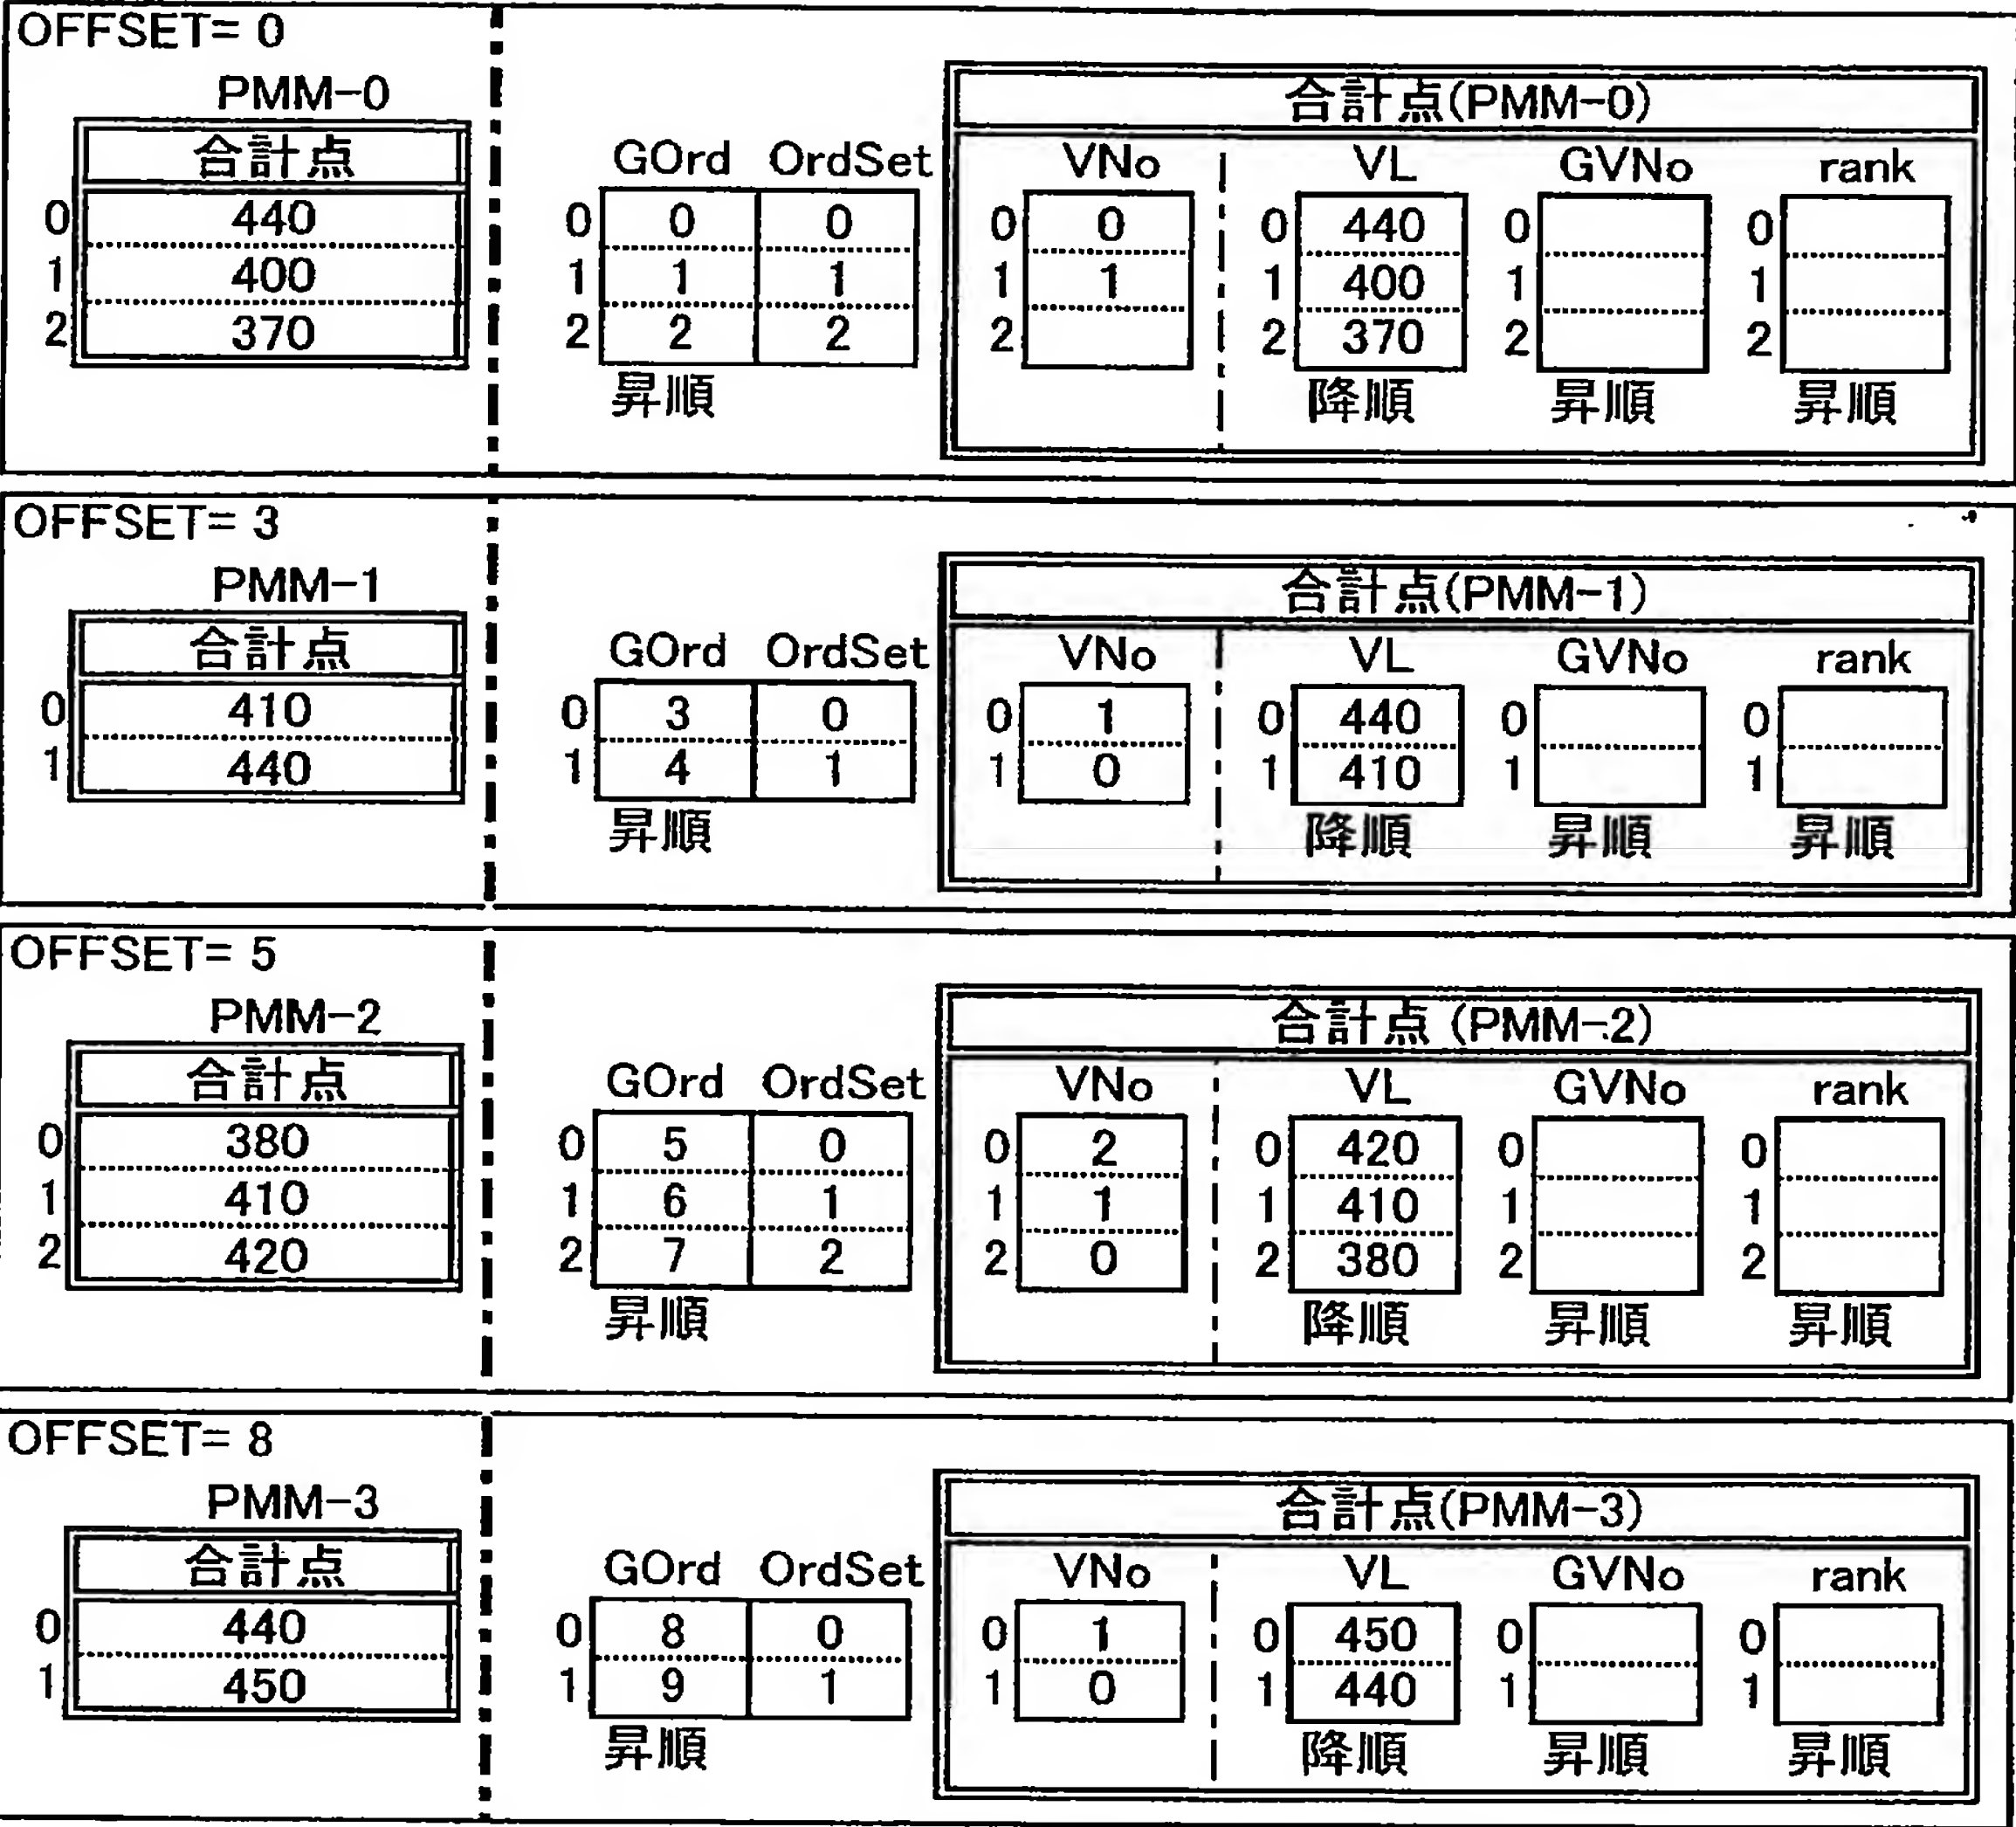 OFFSET= 0
PMM-0
合計点
0 440
1 400
2 370
GOrd OrdSet
0 0 0
1 1 1
2 2 2
昇順
合計点(PMM-0)
VNo VL GVNo rank
0 0 0 440 0 0
1 1 1 400 1 1
2 2 370 2 2
降順 昇順 昇順
OFFSET= 3
PMM-1
合計点
0 410
1 440
GOrd OrdSet
0 3 0
1 4 1
昇順
合計点(PMM-1)
VNo VL GVNo rank
0 1 0 440 0 0
1 0 1 410 1 1
降順 昇順 昇順
OFFSET= 5
PMM-2
合計点
0 380
1 410
2 420
GOrd OrdSet
0 5 0
1 6 1
2 7 2
昇順
合計点 (PMM-2)
VNo VL GVNo rank
0 2 0 420 0 0
1 1 1 410 1 1
2 0 2 380 2 2
降順 昇順 昇順
OFFSET= 8
PMM-3
合計点
0 440
1 450
GOrd OrdSet
0 8 0
1 9 1
昇順
合計点(PMM-3)
VNo VL GVNo rank
0 1 0 450 0 0
1 0 1 440 1 1
降順 昇順 昇順